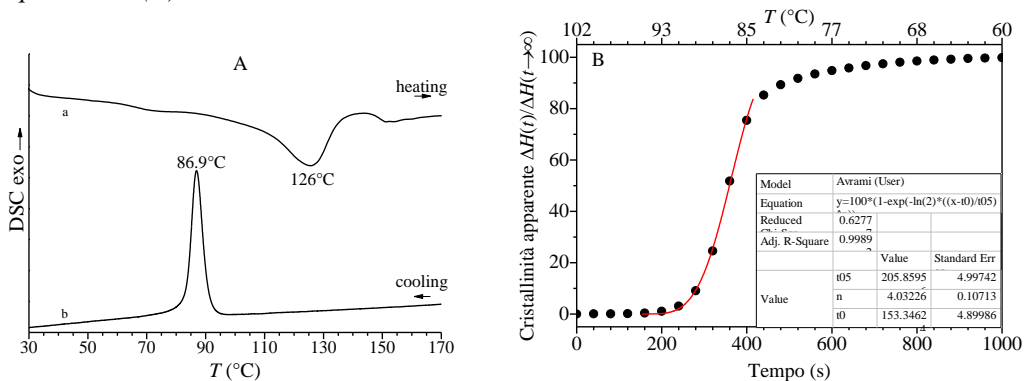 A
heating
a
86.9°C
126°C
DSC exo
cooling
b
30 50 70 90 110 130 150 170
T (°C)
T (°C)
102 93 85 77 68 60
B
100
80
60
40
20
0
Cristallinità apparente ΔH(t)/ΔH(t→∞)
Model Avrami (User)
Equation y=100*(1-exp(-ln(2)*((x-t0)/t05)
Reduced 0.6277
Adj. R-Square 0.9989
Value Standard Err
t05 205.8595 4.99742
Value n 4.03226 0.10713
t0 153.3462 4.89986
0 200 400 600 800 1000
Tempo (s)